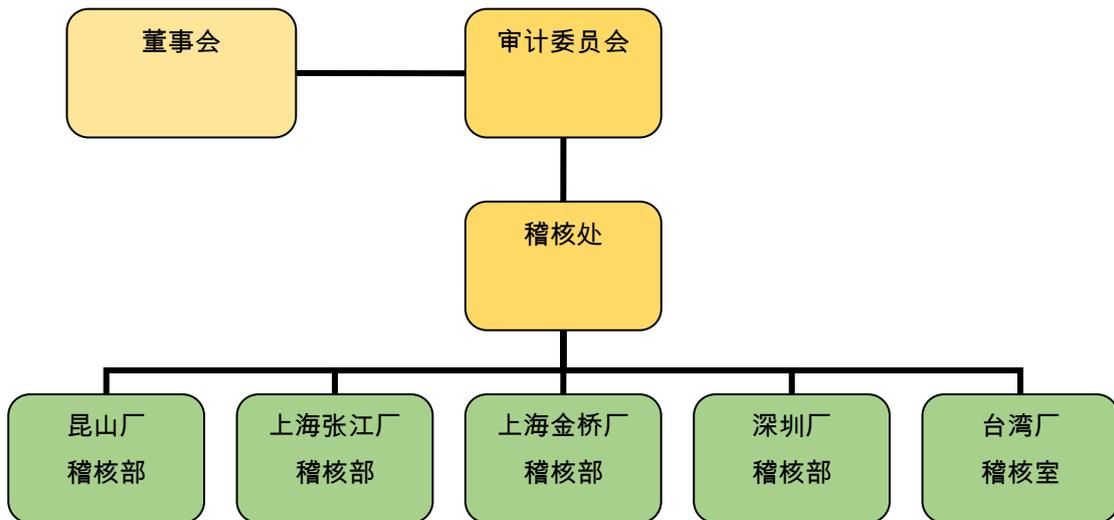 董事会
审计委员会
稽核处
昆山厂
稽核部
上海张江厂
稽核部
上海金桥厂
稽核部
深圳厂
稽核部
台湾厂
稽核室